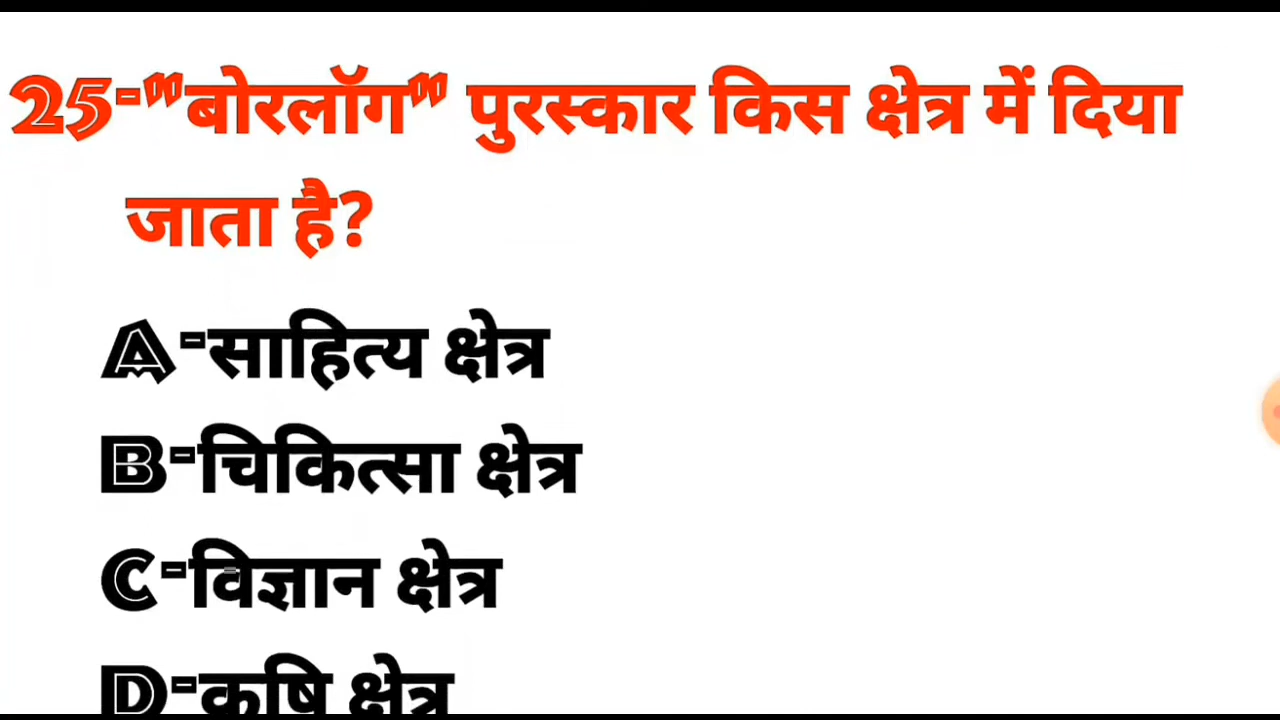 25-"बोरलॉग" पुरस्कार किस क्षेत्र में दिया
जाता है?
A-साहित्य क्षेत्र
B-चिकित्सा क्षेत्र
C-विज्ञान क्षेत्र
D-कृषि क्षेत्र